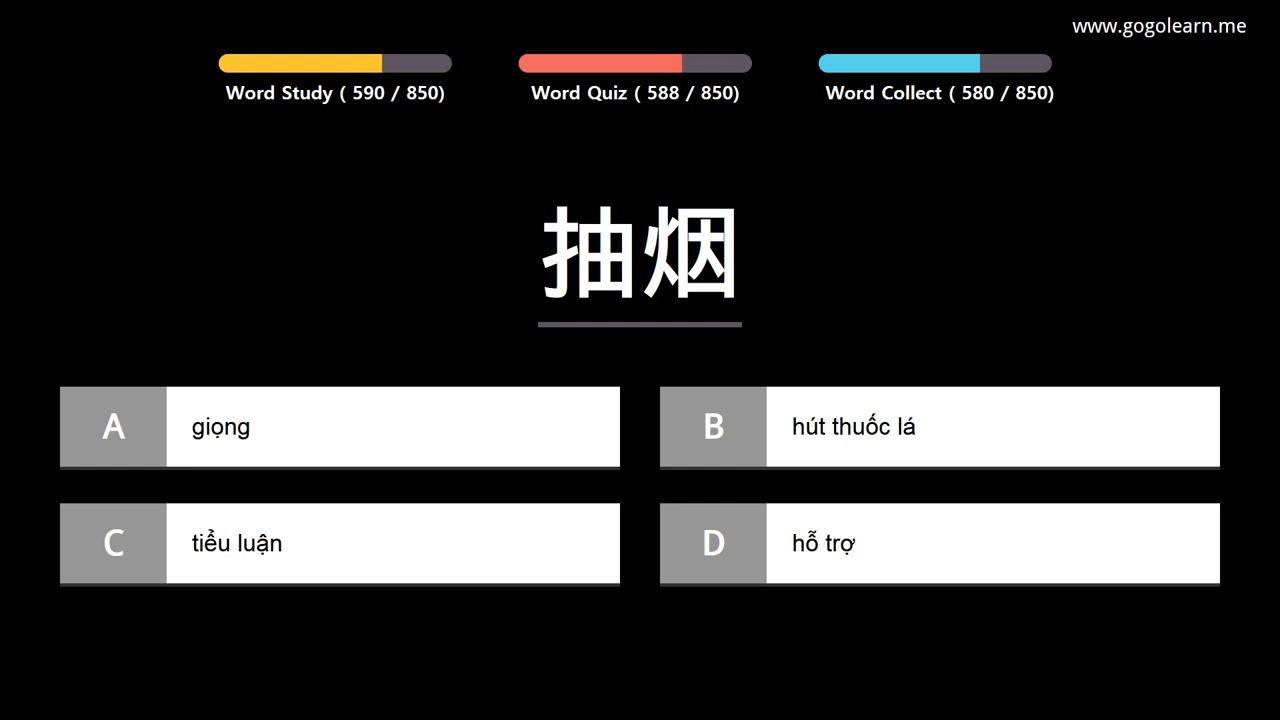 www.gogolearn.me
Word Study ( 590 / 850)
Word Quiz ( 588 / 850)
Word Collect ( 580 / 850)
抽烟
A giọng
B hút thuốc lá
C tiểu luận
D hỗ trợ